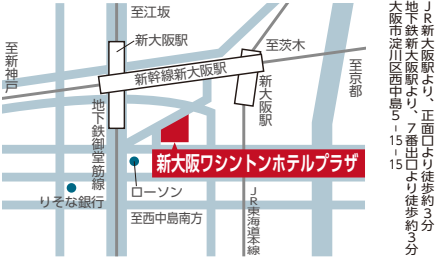 至江坂
新大阪駅
至茨木
至新神戸
新幹線新大阪駅
新大阪駅
至京都
地下鉄御堂筋線
新大阪ワシントンホテルプラザ
ローソン
りそな銀行
至西中島南方
JR東海道本線
JR新大阪駅より、正面口より徒歩約3分
地下鉄新大阪駅より、7番出口より徒歩約3分
大阪市淀川区西中島5-15-15